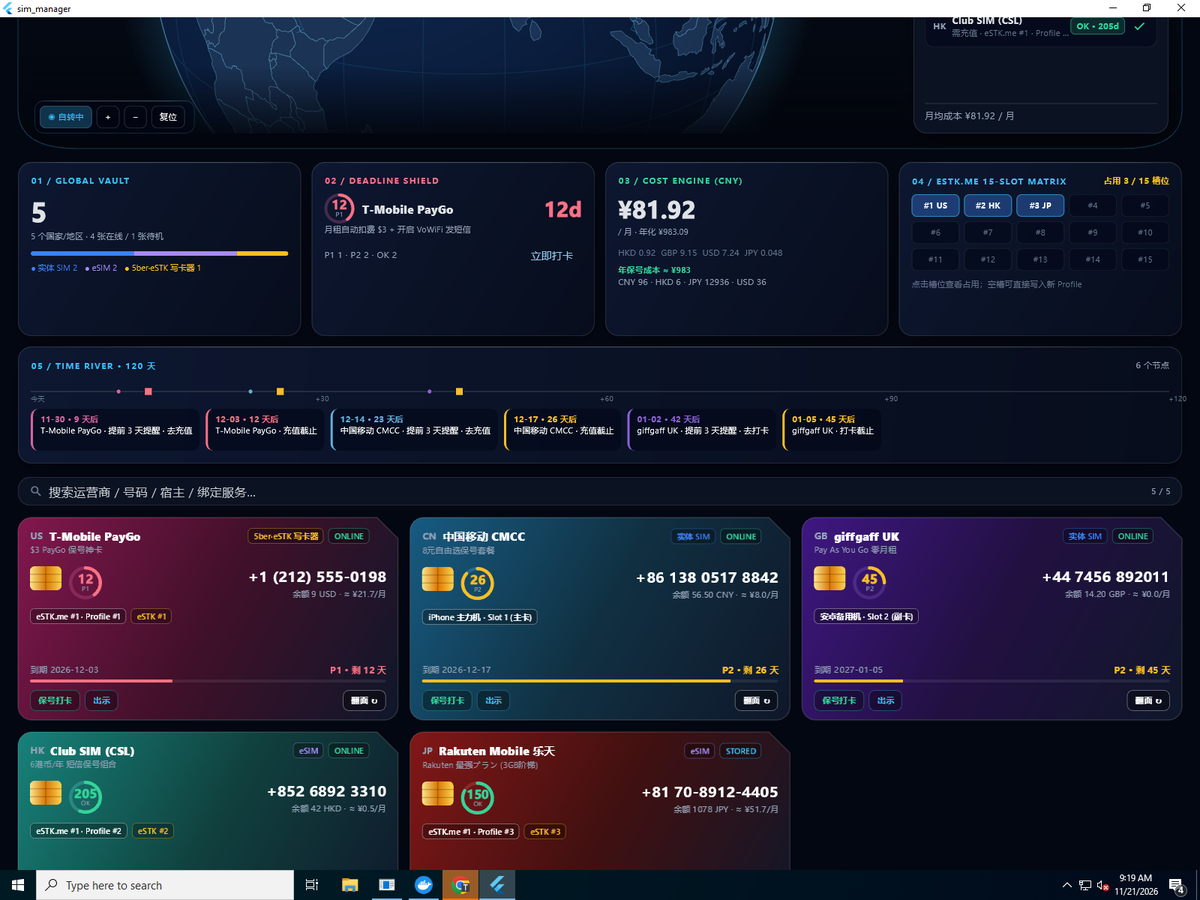 sim_manager
HK Club SIM (CSL) OK • 205d
需充值 · eSTK.me #1 · Profile ...
自转中 + − 复位
月均成本 ¥81.92 / 月
01 / GLOBAL VAULT
5
5 个国家/地区 · 4 张在线 / 1 张待机
实体 SIM 2 eSIM 2 5ber·eSTK 写卡器 1
02 / DEADLINE SHIELD
12 P1 T-Mobile PayGo 12d
月租自动扣费 $3 + 开启 VoWiFi 发短信
P1 1 · P2 2 · OK 2 立即打卡
03 / COST ENGINE (CNY)
¥81.92
/ 月 · 年化 ¥983.09
HKD 0.92 GBP 9.15 USD 7.24 JPY 0.048
年保号成本 ≈ ¥983
CNY 96 · HKD 6 · JPY 12936 · USD 36
04 / ESTK.ME 15-SLOT MATRIX 占用 3 / 15 槽位
#1 US #2 HK #3 JP #4 #5
#6 #7 #8 #9 #10
#11 #12 #13 #14 #15
点击槽位查看占用；空槽可直接写入新 Profile
05 / TIME RIVER • 120 天 6 个节点
今天 +30 +60 +90 +120
11-30 • 9 天后
T-Mobile PayGo · 提前 3 天提醒 · 去充值
12-03 • 12 天后
T-Mobile PayGo · 充值截止
12-14 • 23 天后
中国移动 CMCC · 提前 3 天提醒 · 去充值
12-17 • 26 天后
中国移动 CMCC · 充值截止
01-02 • 42 天后
giffgaff UK · 提前 3 天提醒 · 去打卡
01-05 • 45 天后
giffgaff UK · 打卡截止
搜索运营商 / 号码 / 宿主 / 绑定服务... 5 / 5
US T-Mobile PayGo 5ber·eSTK 写卡器 ONLINE
$3 PayGo 保号神卡
12 P1 +1 (212) 555-0198
余额 9 USD · ≈ ¥21.7/月
eSTK.me #1 · Profile #1 eSTK #1
到期 2026-12-03 P1 • 剩 12 天
保号打卡 出示 翻面 ↻
CN 中国移动 CMCC 实体 SIM ONLINE
8元自由选保号套餐
26 P2 +86 138 0517 8842
余额 56.50 CNY · ≈ ¥8.0/月
iPhone 主力机 · Slot 1 (主卡)
到期 2026-12-17 P2 • 剩 26 天
保号打卡 出示 翻面 ↻
GB giffgaff UK 实体 SIM ONLINE
Pay As You Go 零月租
45 P2 +44 7456 892011
余额 14.20 GBP · ≈ ¥0.0/月
安卓备用机 · Slot 2 (副卡)
到期 2027-01-05 P2 • 剩 45 天
保号打卡 出示 翻面 ↻
HK Club SIM (CSL) eSIM ONLINE
6港币/年 短信保号组合
205 OK +852 6892 3310
余额 42 HKD · ≈ ¥0.5/月
eSTK.me #1 · Profile #2 eSTK #2
JP Rakuten Mobile 乐天 eSIM STORED
Rakuten 最強プラン (3GB阶梯)
150 OK +81 70-8912-4405
余额 1078 JPY · ≈ ¥51.7/月
eSTK.me #1 · Profile #3 eSTK #3
Type here to search
9:19 AM
11/21/2026
4